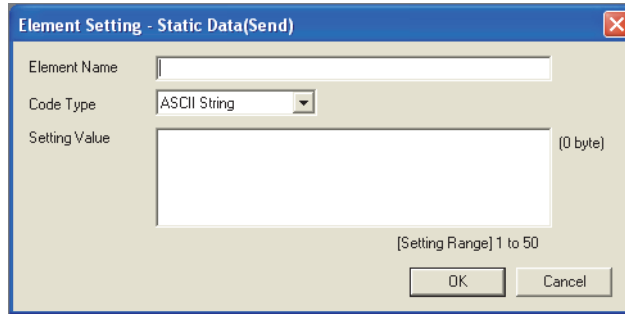 Element Setting - Static Data(Send)
Element Name
Code Type ASCII String
Setting Value (0 byte)
[Setting Range] 1 to 50
OK Cancel